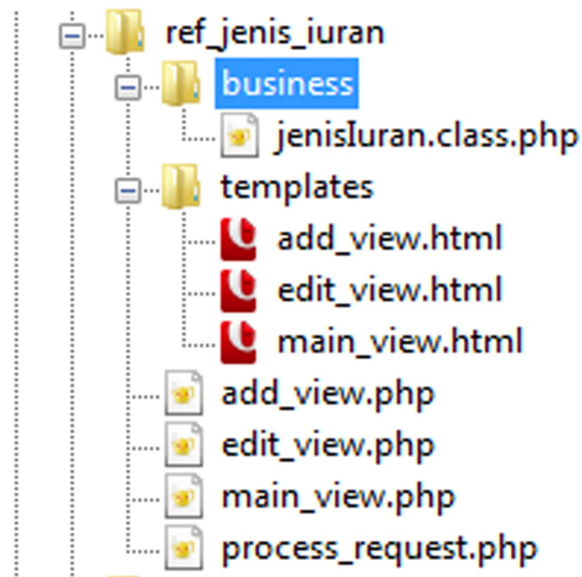 ref_jenis_iuran
business
jenisIuran.class.php
templates
add_view.html
edit_view.html
main_view.html
add_view.php
edit_view.php
main_view.php
process_request.php